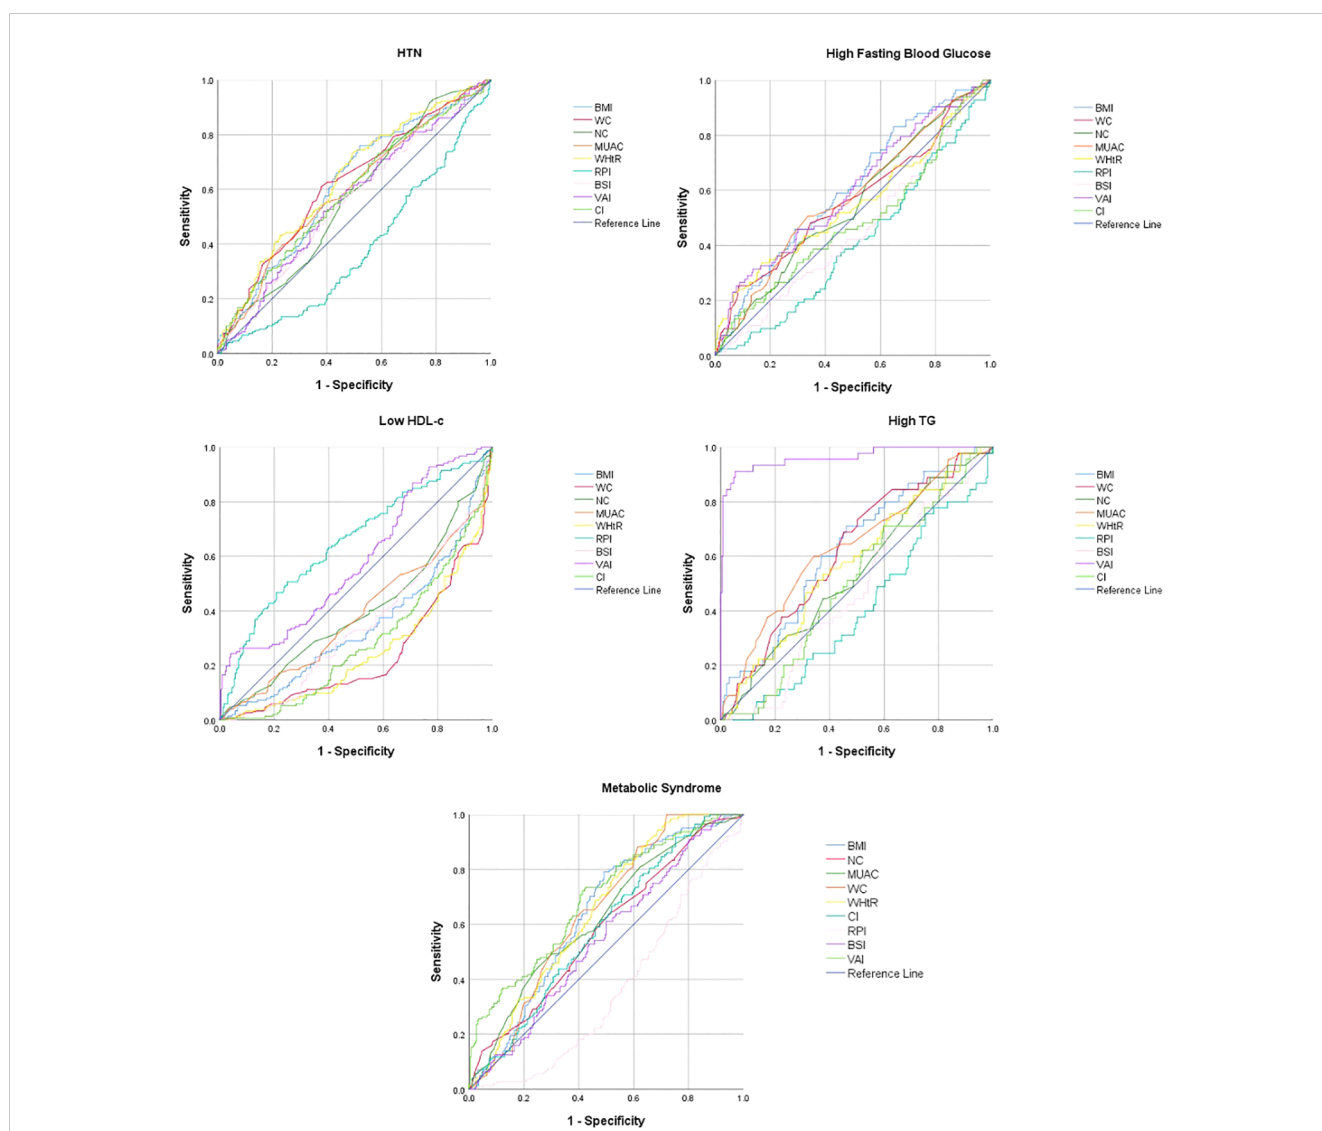 HTN
1.0
0.8
0.6
0.4
0.2
0.0
0.0 0.2 0.4 0.6 0.8 1.0
Sensitivity
1 - Specificity
BMI
WC
NC
MUAC
WHtR
RPI
BSI
VAI
CI
Reference Line
High Fasting Blood Glucose
1.0
0.8
0.6
0.4
0.2
0.0
0.0 0.2 0.4 0.6 0.8 1.0
Sensitivity
1 - Specificity
BMI
WC
NC
MUAC
WHtR
RPI
BSI
VAI
CI
Reference Line
Low HDL-c
1.0
0.8
0.6
0.4
0.2
0.0
0.0 0.2 0.4 0.6 0.8 1.0
Sensitivity
1 - Specificity
BMI
WC
NC
MUAC
WHtR
RPI
BSI
VAI
CI
Reference Line
High TG
1.0
0.8
0.6
0.4
0.2
0.0
0.0 0.2 0.4 0.6 0.8 1.0
Sensitivity
1 - Specificity
BMI
WC
NC
MUAC
WHtR
RPI
BSI
VAI
CI
Reference Line
Metabolic Syndrome
1.0
0.8
0.6
0.4
0.2
0.0
0.0 0.2 0.4 0.6 0.8 1.0
Sensitivity
1 - Specificity
BMI
NC
MUAC
WC
WHtR
CI
RPI
BSI
VAI
Reference Line